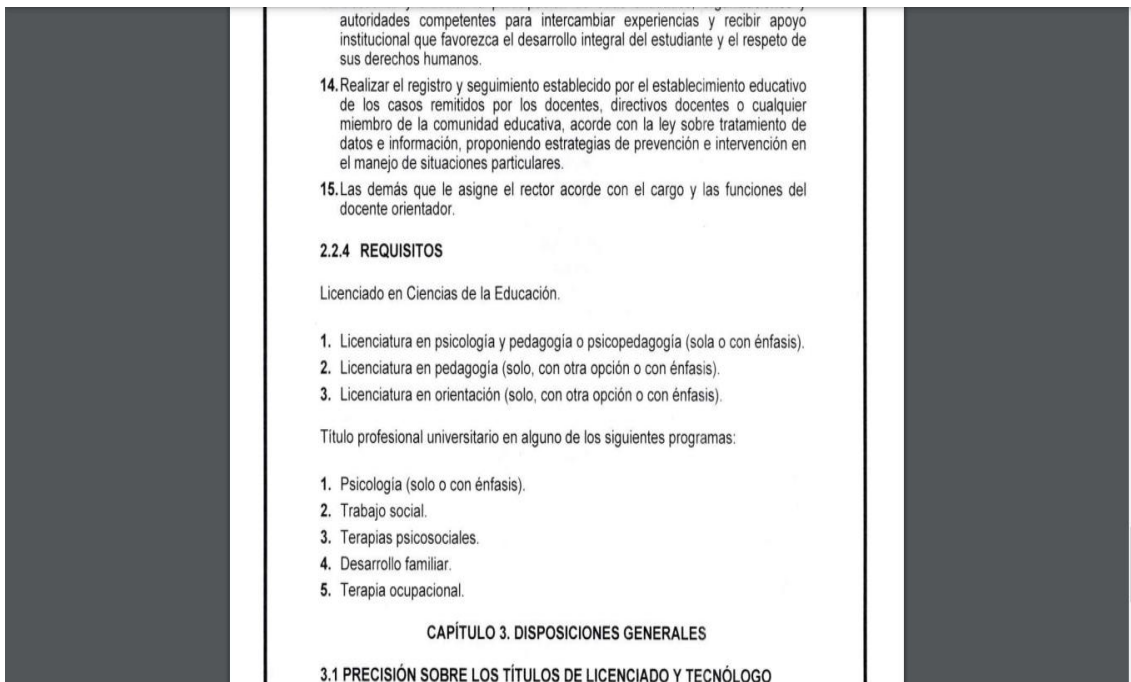 autoridades competentes para intercambiar experiencias y recibir apoyo
institucional que favorezca el desarrollo integral del estudiante y el respeto de
sus derechos humanos.
14. Realizar el registro y seguimiento establecido por el establecimiento educativo
de los casos remitidos por los docentes, directivos docentes o cualquier
miembro de la comunidad educativa, acorde con la ley sobre tratamiento de
datos e información, proponiendo estrategias de prevención e intervención en
el manejo de situaciones particulares.
15. Las demás que le asigne el rector acorde con el cargo y las funciones del
docente orientador.
2.2.4 REQUISITOS
Licenciado en Ciencias de la Educación.
1. Licenciatura en psicología y pedagogía o psicopedagogía (sola o con énfasis).
2. Licenciatura en pedagogía (solo, con otra opción o con énfasis).
3. Licenciatura en orientación (solo, con otra opción o con énfasis).
Título profesional universitario en alguno de los siguientes programas:
1. Psicología (solo o con énfasis).
2. Trabajo social.
3. Terapias psicosociales.
4. Desarrollo familiar.
5. Terapia ocupacional.
CAPÍTULO 3. DISPOSICIONES GENERALES
3.1 PRECISIÓN SOBRE LOS TÍTULOS DE LICENCIADO Y TECNÓLOGO